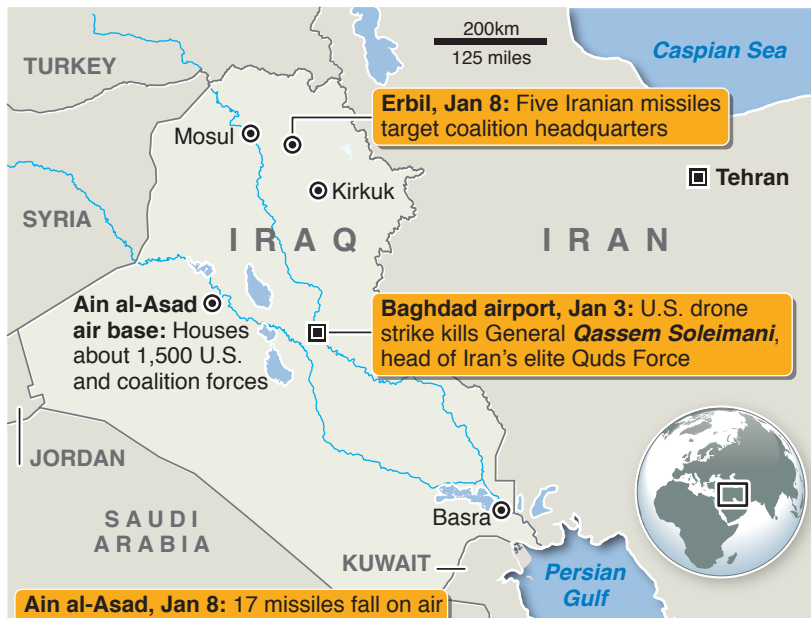 200km
125 miles
Caspian Sea
TURKEY
Erbil, Jan 8: Five Iranian missiles
target coalition headquarters
Mosul
Tehran
Kirkuk
SYRIA
IRAQ
IRAN
Ain al-Asad
air base: Houses
about 1,500 U.S.
and coalition forces
Baghdad airport, Jan 3: U.S. drone
strike kills General Qassem Soleimani,
head of Iran’s elite Quds Force
JORDAN
SAUDI
ARABIA
Basra
KUWAIT
Persian
Gulf
Ain al-Asad, Jan 8: 17 missiles fall on air